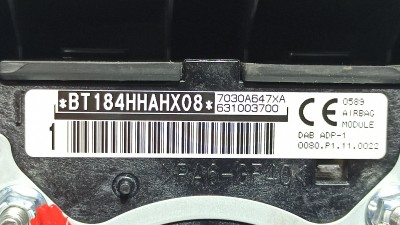 *BT184HHAHX08*
7030A647XA
631003700
1
CE 0589
AIRBAG
MODULE
DAB ADP-1
0080.P1.11.0022